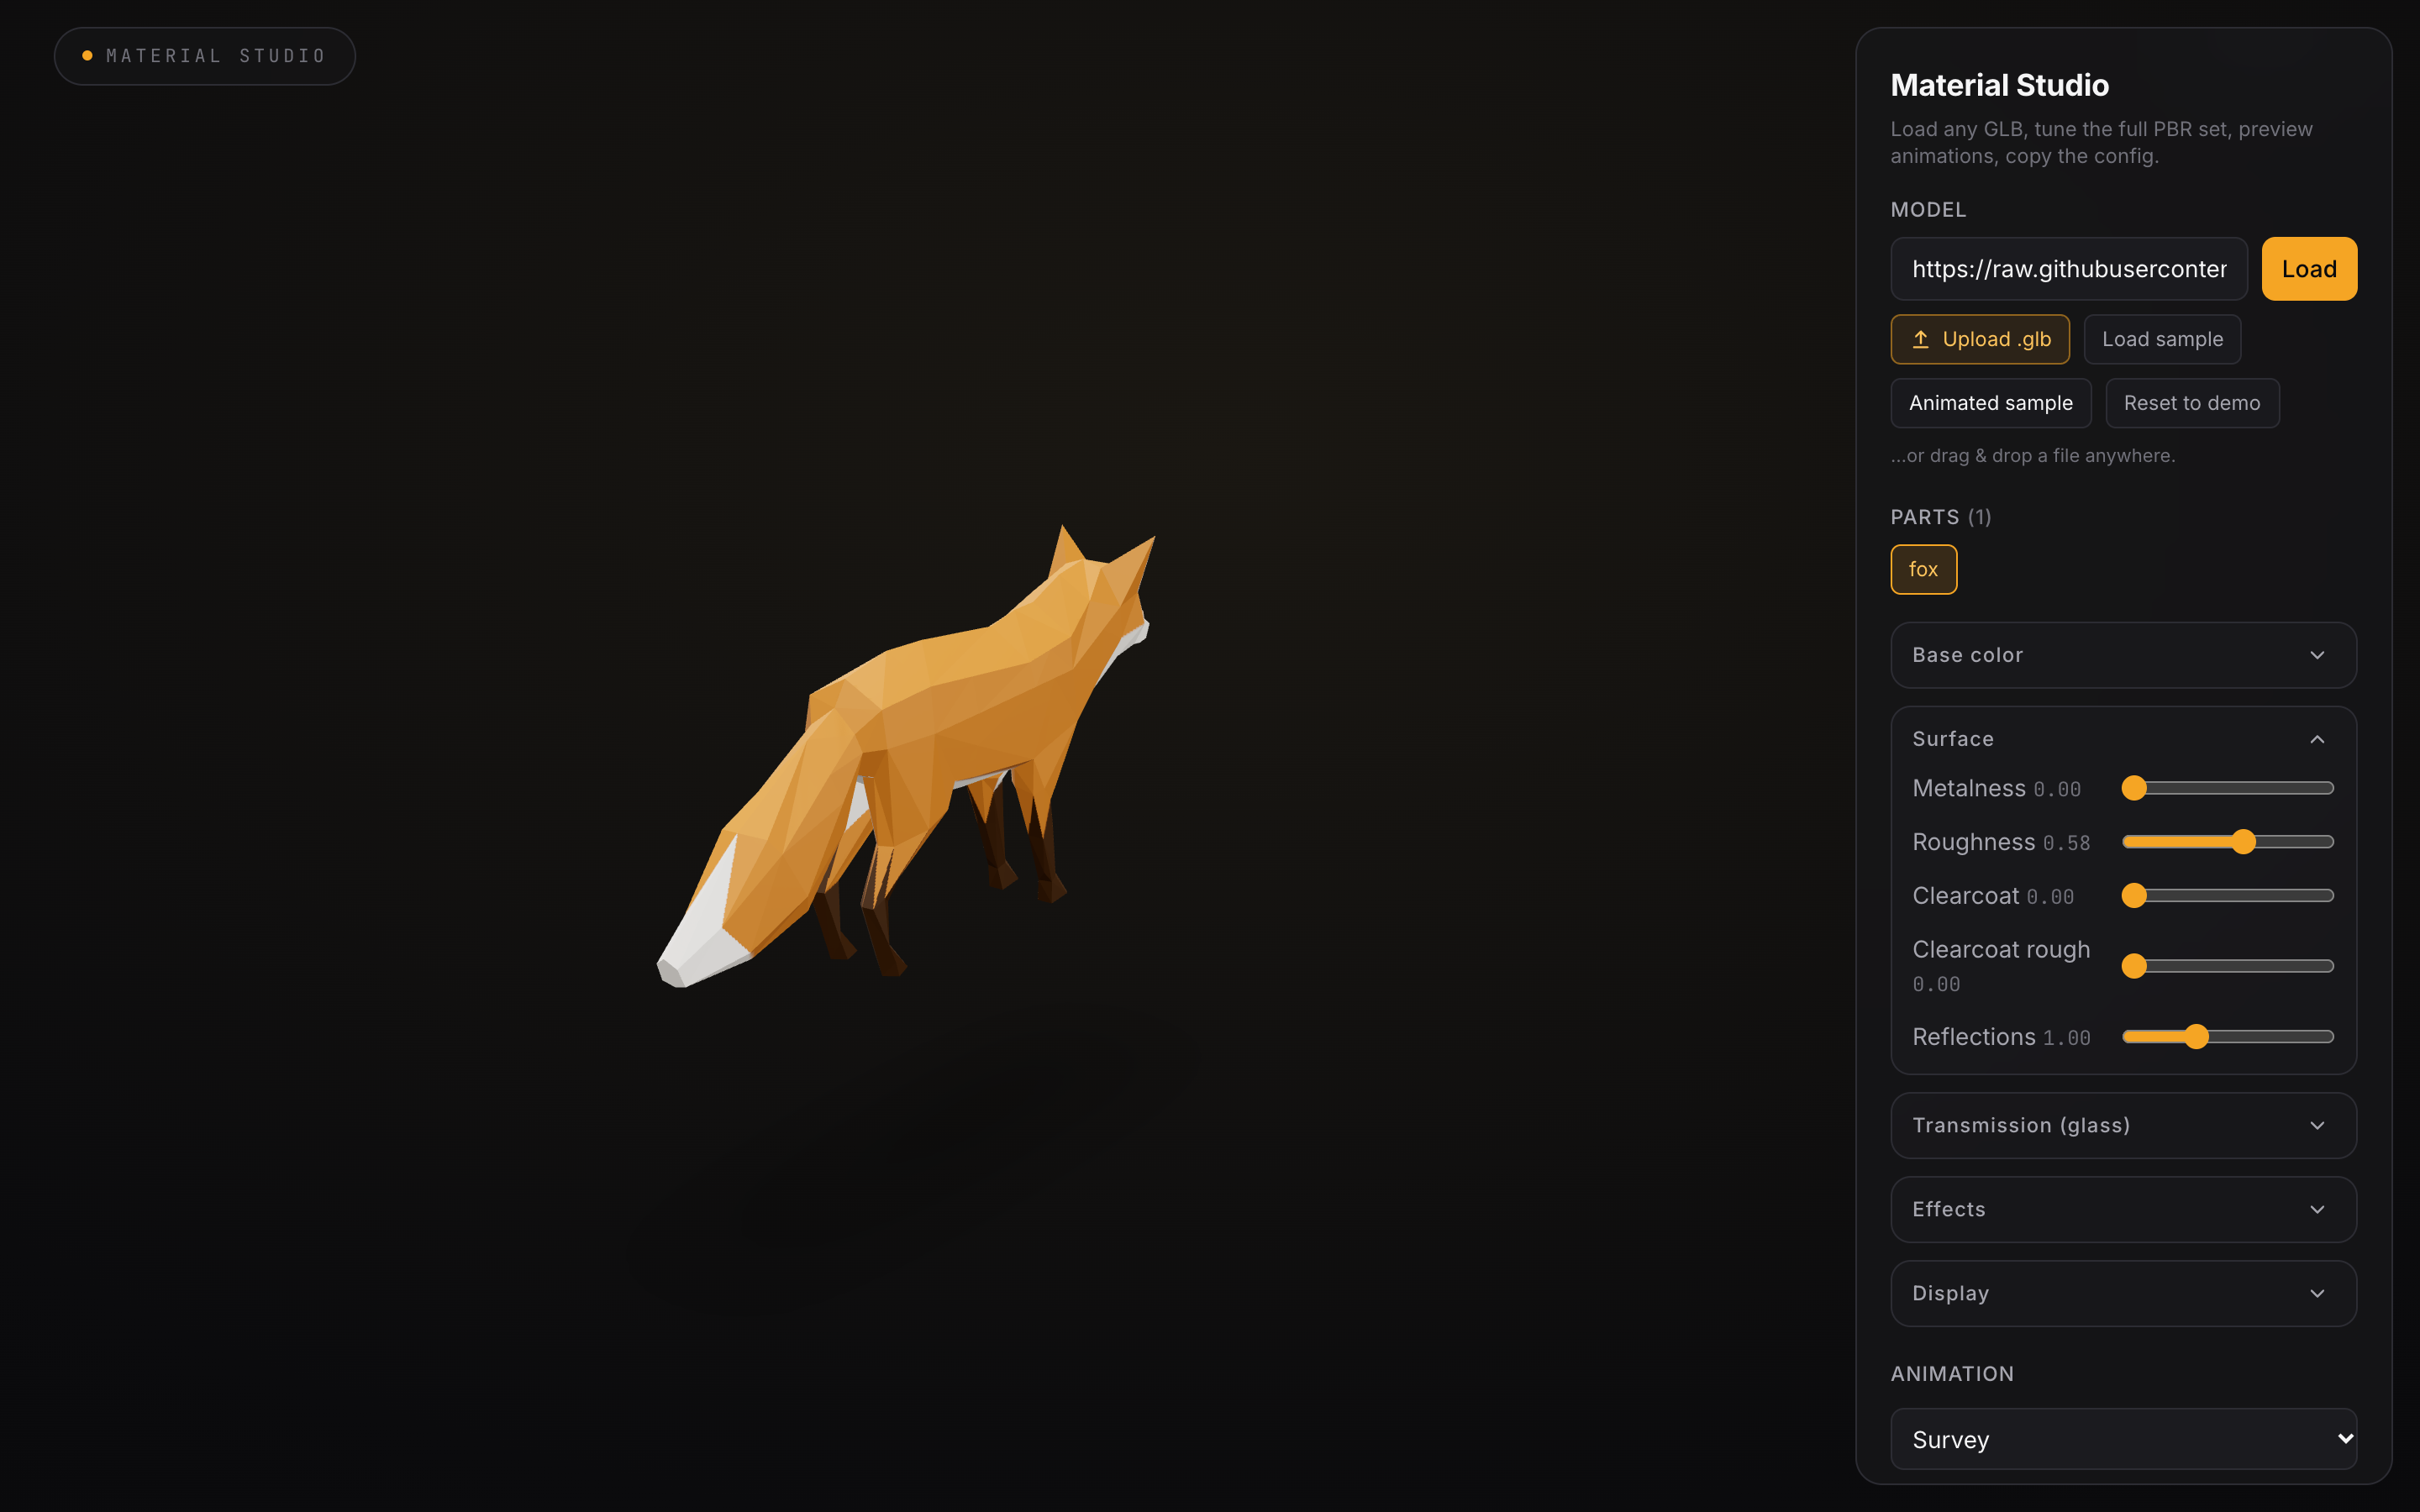 MATERIAL STUDIO
Material Studio
Load any GLB, tune the full PBR set, preview
animations, copy the config.
MODEL
https://raw.githubuserconter
Load
Upload .glb
Load sample
Animated sample
Reset to demo
...or drag & drop a file anywhere.
PARTS (1)
fox
Base color
Surface
Metalness 0.00
Roughness 0.58
Clearcoat 0.00
Clearcoat rough
0.00
Reflections 1.00
Transmission (glass)
Effects
Display
ANIMATION
Survey